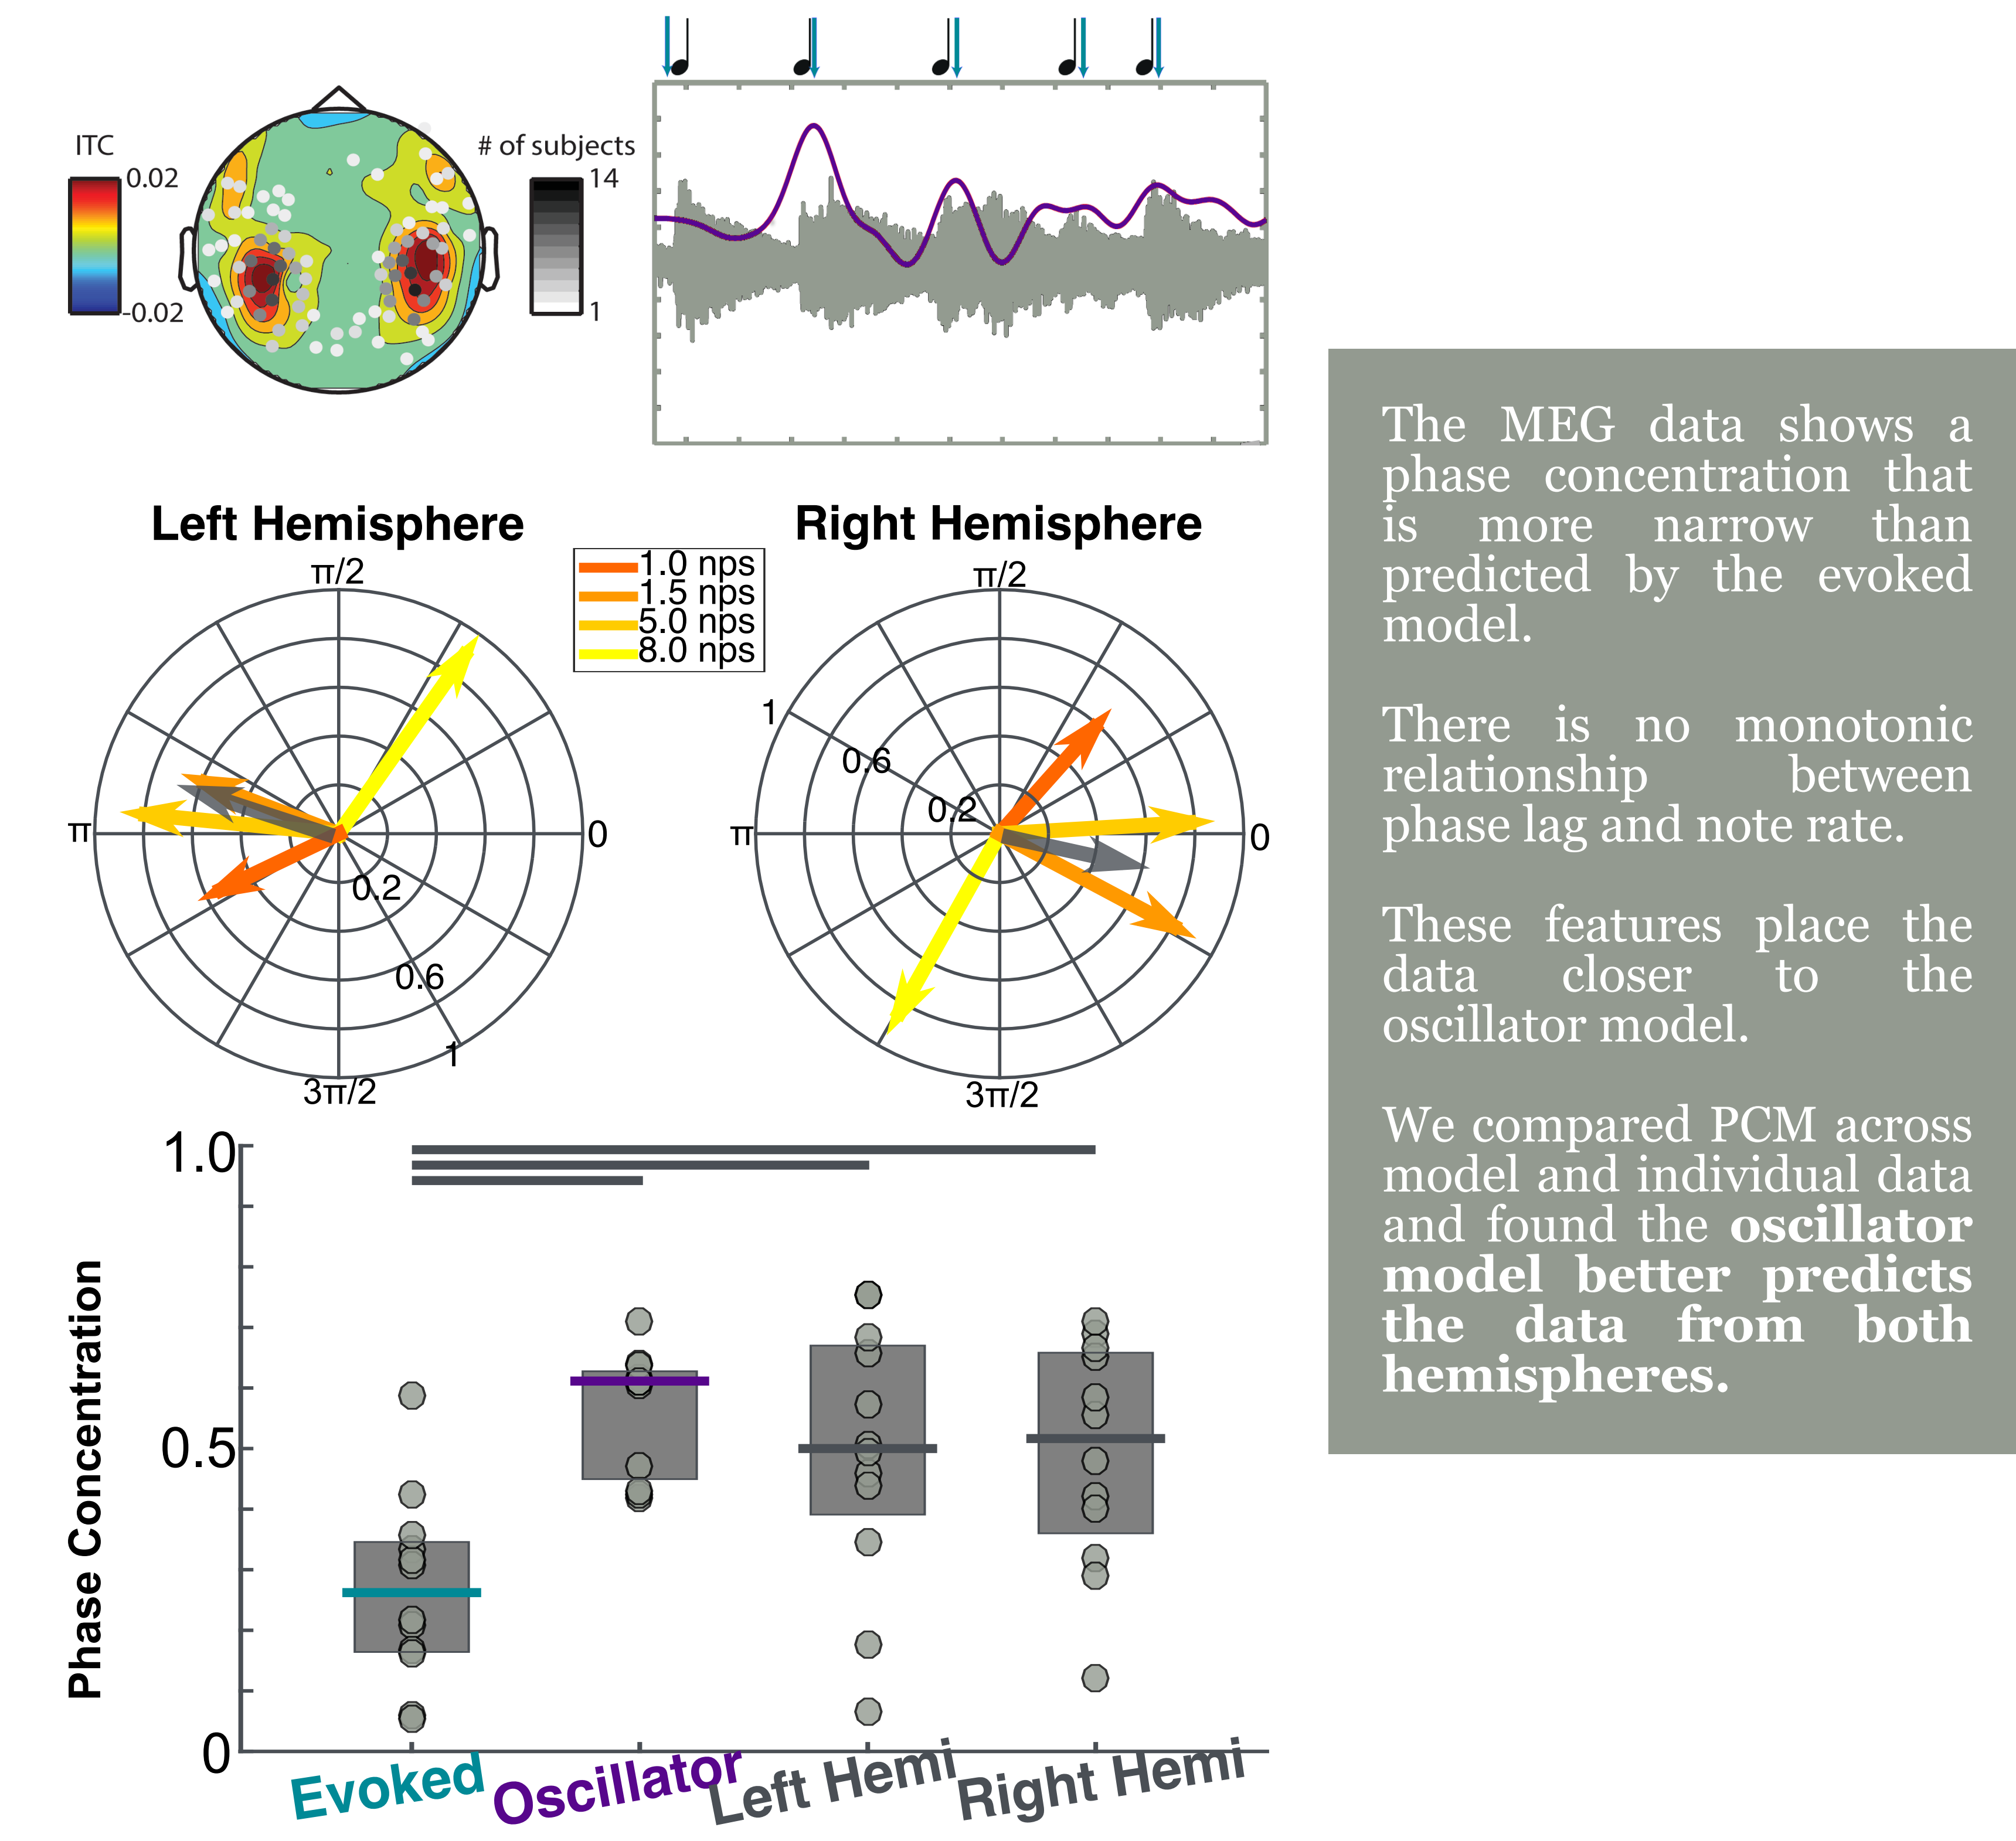 ITC
0.02
-0.02
# of subjects
14
1
Left Hemisphere
π/2
π
0
0.2
0.6
1
3π/2
1.0 nps
1.5 nps
5.0 nps
8.0 nps
Right Hemisphere
π/2
1
0.6
0.2
π
0
3π/2
Phase Concentration
1.0
0.5
0
Evoked
Oscillator
Left Hemi
Right Hemi
The MEG data shows a
phase concentration that
is more narrow than
predicted by the evoked
model.
There is no monotonic
relationship between
phase lag and note rate.
These features place the
data closer to the
oscillator model.
We compared PCM across
model and individual data
and found the oscillator
model better predicts
the data from both
hemispheres.